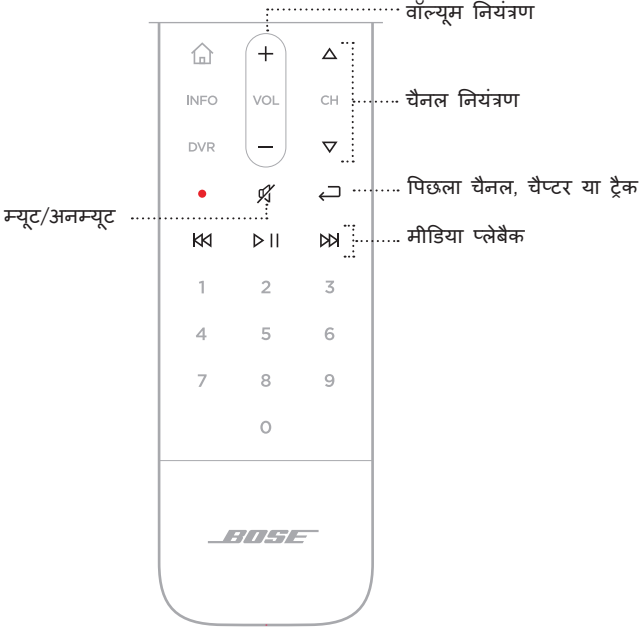 वॉल्यूम नियंत्रण
+
INFO VOL CH चैनल नियंत्रण
DVR –
पिछला चैनल, चैप्टर या ट्रैक
म्यूट/अनम्यूट
मीडिया प्लेबैक
1 2 3
4 5 6
7 8 9
0
BOSE